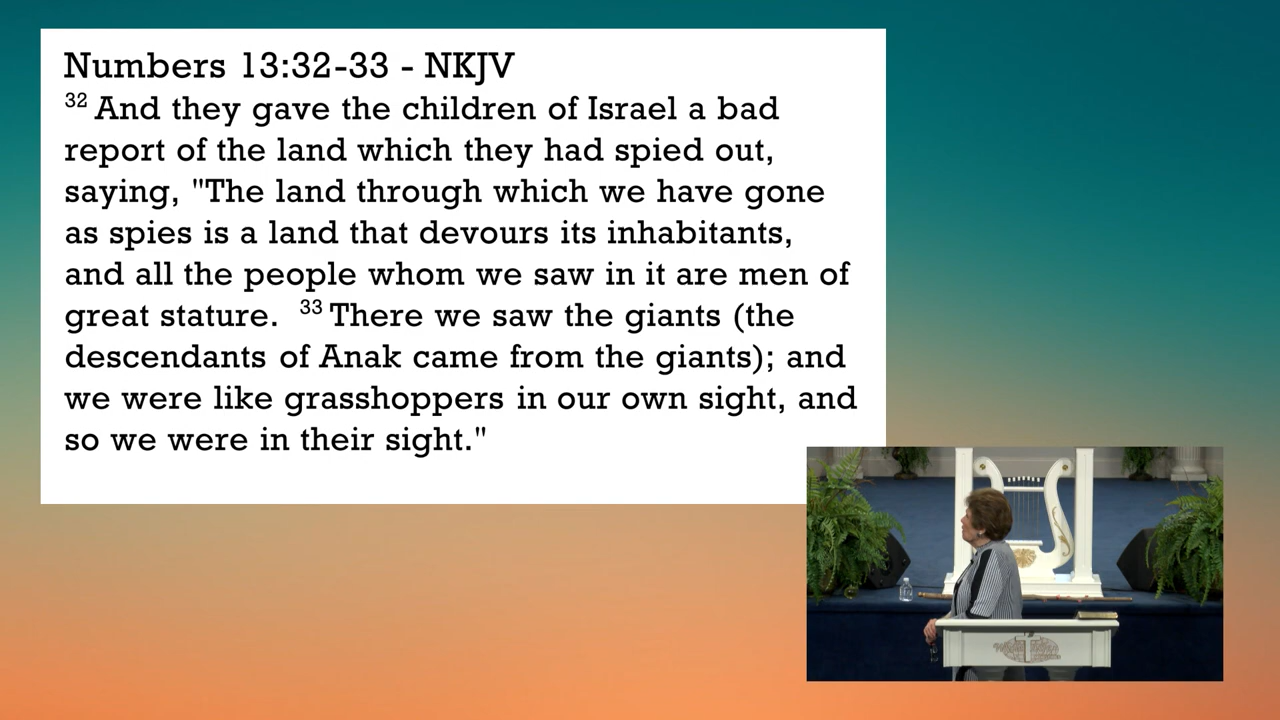 Numbers 13:32-33 - NKJV
32 And they gave the children of Israel a bad
report of the land which they had spied out,
saying, "The land through which we have gone
as spies is a land that devours its inhabitants,
and all the people whom we saw in it are men of
great stature. 33 There we saw the giants (the
descendants of Anak came from the giants); and
we were like grasshoppers in our own sight, and
so we were in their sight."